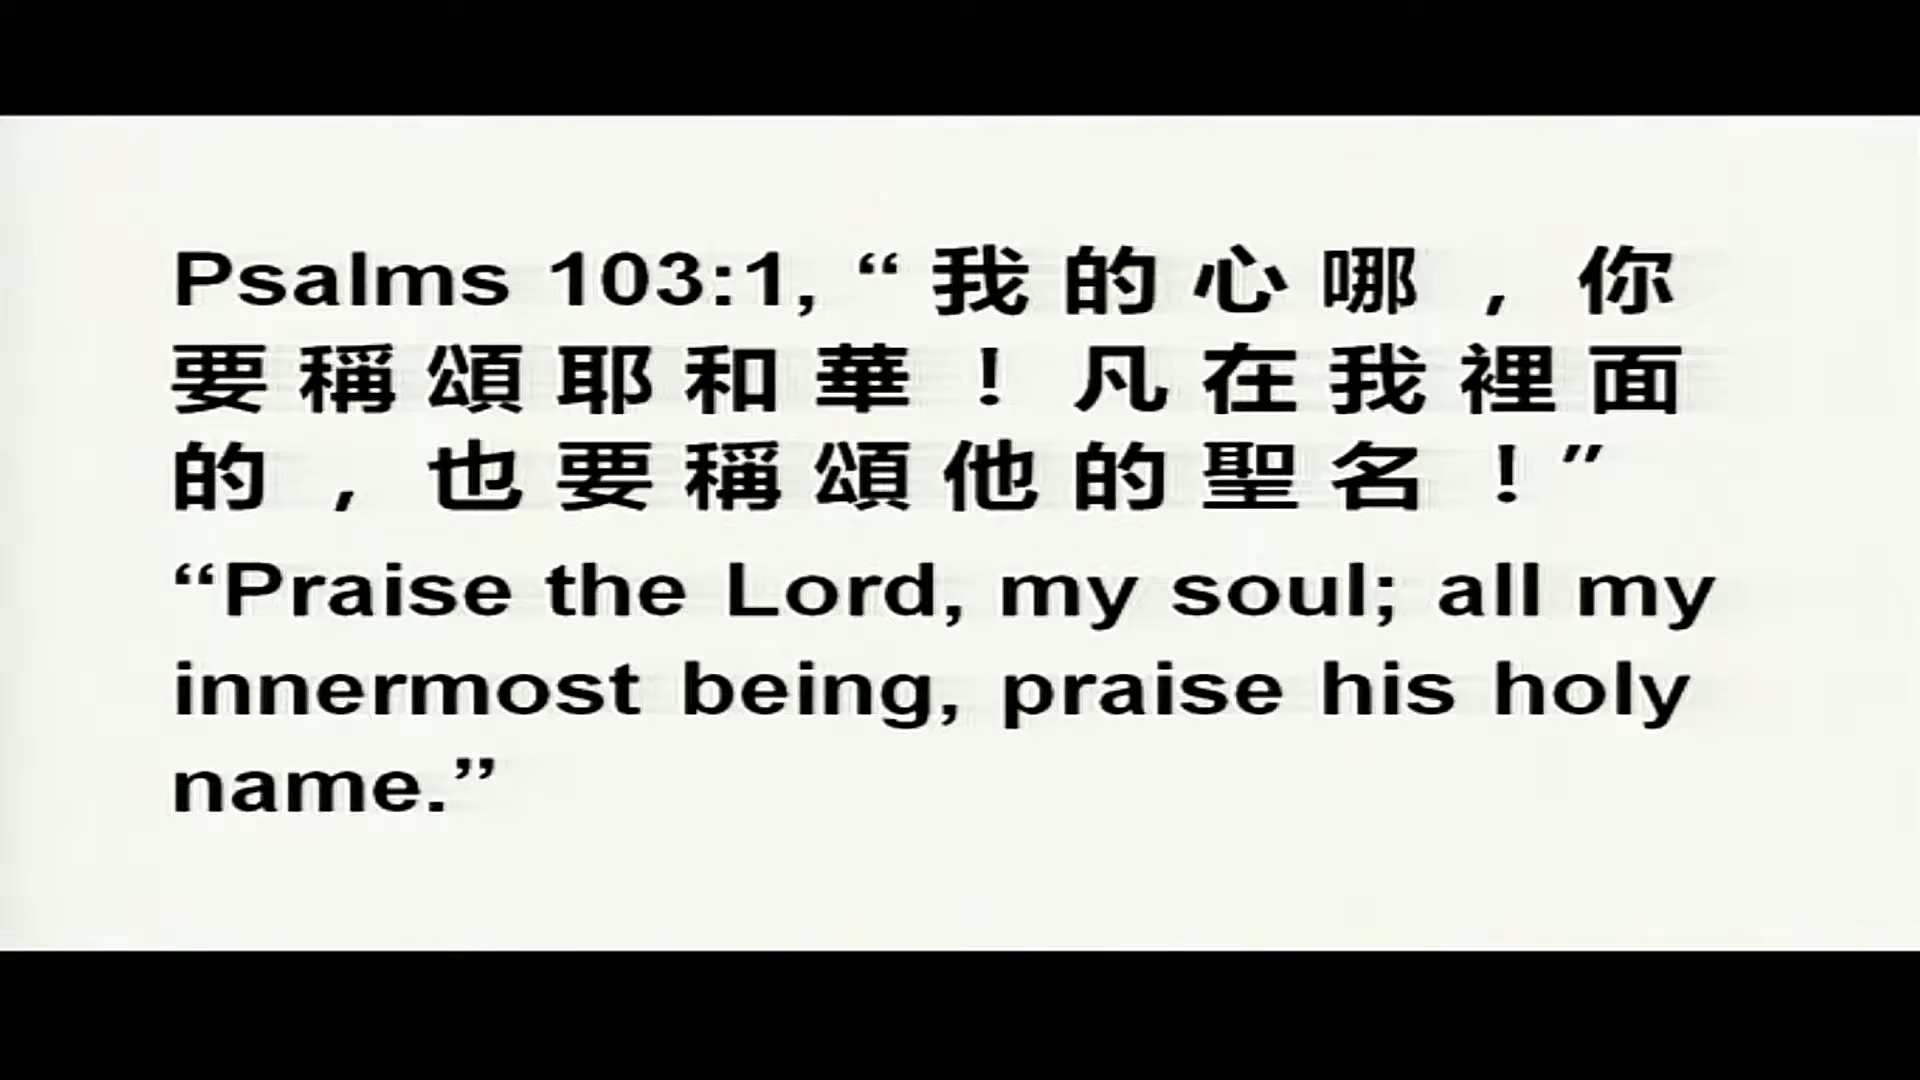 Psalms 103:1, “我的心哪，你
要稱頌耶和華！凡在我裡面
的，也要稱頌他的聖名！”
“Praise the Lord, my soul; all my
innermost being, praise his holy
name.”